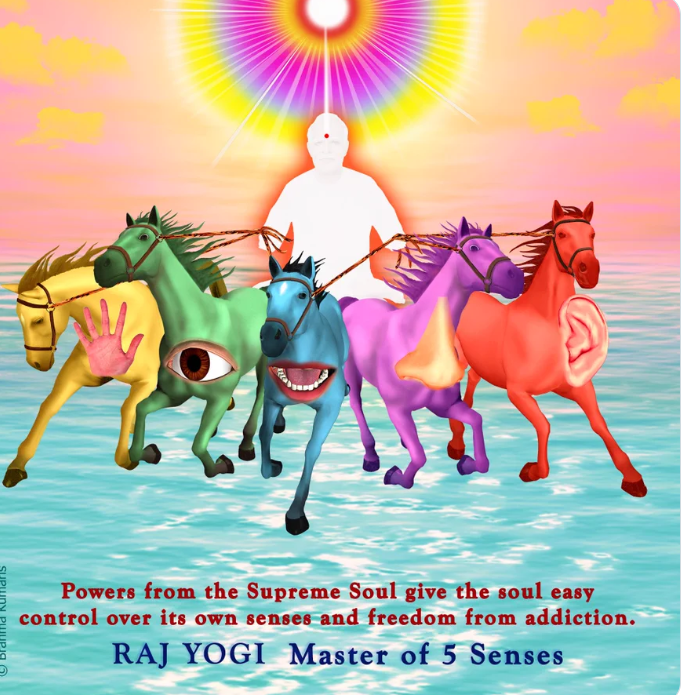 Powers from the Supreme Soul give the soul easy
control over its own senses and freedom from addiction.
RAJ YOGI Master of 5 Senses
© Brahma Kumaris